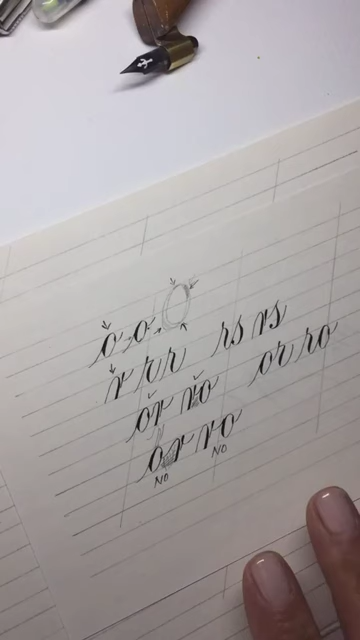 o o O
r r r rs rs
or ro or ro
or ro
NO NO